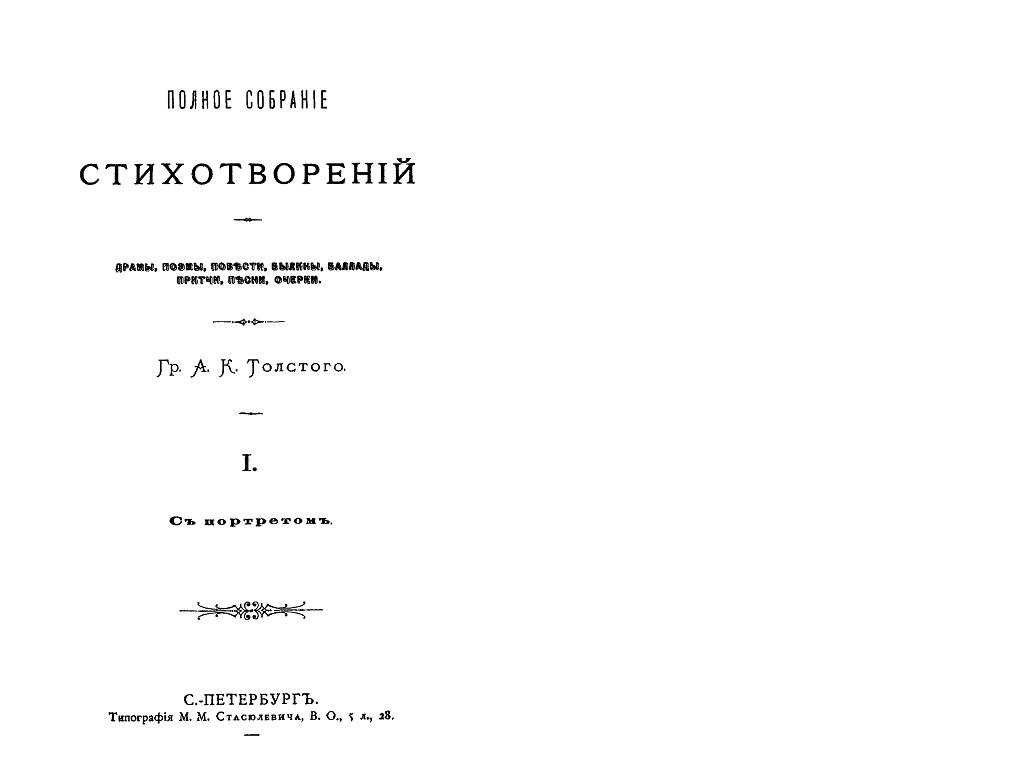 ПОЛНОЕ СОБРАНІЕ
СТИХОТВОРЕНІЙ
ДРАМЫ, ПОЭМЫ, ПОВѢСТИ, БЫЛИНЫ, БАЛЛАДЫ,
ПРИТЧИ, ПѢСНИ, ОЧЕРКИ.
Гр. А. К. Толстого.
I.
Съ портретомъ.
С.-ПЕТЕРБУРГЪ.
Типографія М. М. Стасюлевича, В. О., 5 л., 28.